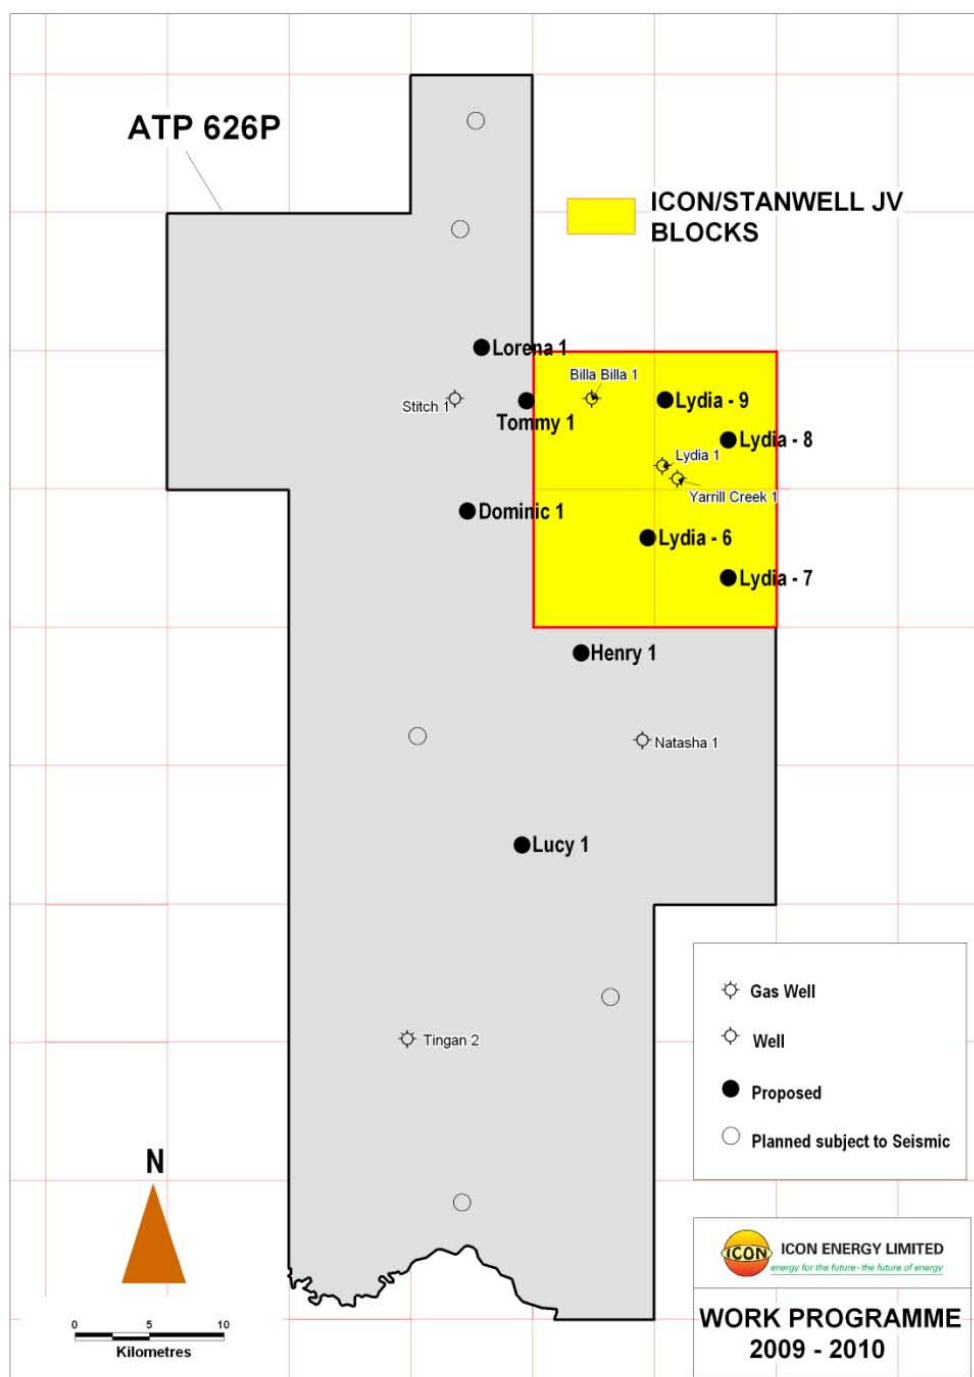 ATP 626P
ICON/STANWELL JV
BLOCKS
Lorena 1
Billa Billa 1
Stitch 1
Tommy 1
Lydia - 9
Lydia - 8
Lydia 1
Yarrill Creek 1
Dominic 1
Lydia - 6
Lydia - 7
Henry 1
Natasha 1
Lucy 1
Tingan 2
Gas Well
Well
Proposed
Planned subject to Seismic
N
0 5 10
Kilometres
ICON
ICON ENERGY LIMITED
energy for the future - the future of energy
WORK PROGRAMME
2009 - 2010